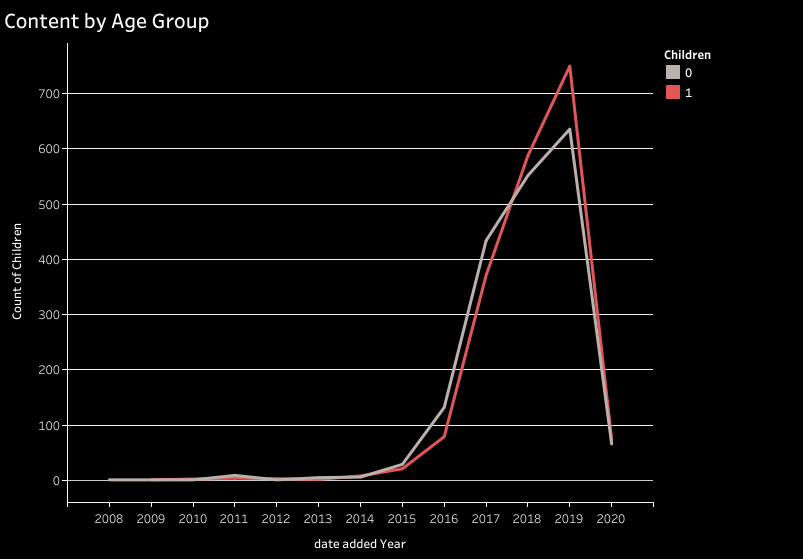 Content by Age Group
Children
0
1
700
600
500
400
300
200
100
0
Count of Children
2008 2009 2010 2011 2012 2013 2014 2015 2016 2017 2018 2019 2020
date added Year